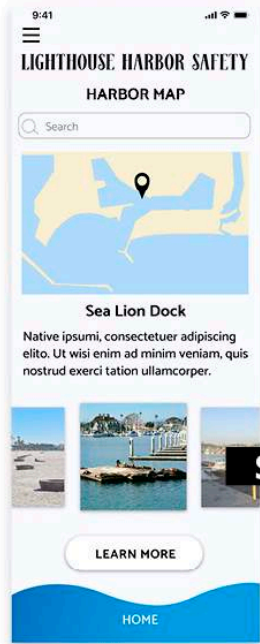 9:41
LIGHTHOUSE HARBOR SAFETY
HARBOR MAP
Search
Sea Lion Dock
Native ipsumi, consectetuer adipiscing
elito. Ut wisi enim ad minim veniam, quis
nostrud exerci tation ullamcorper.
LEARN MORE
HOME